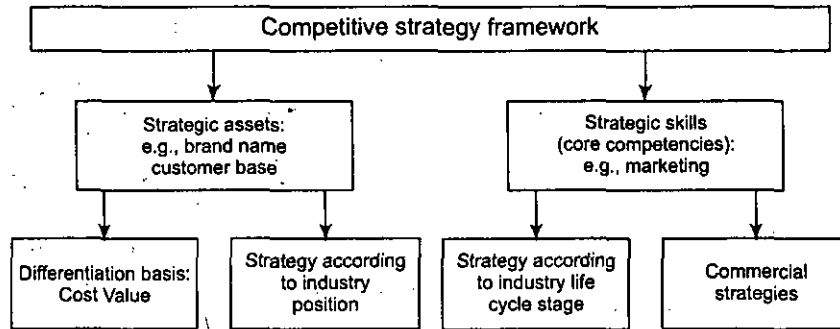 Competitive strategy framework
Strategic assets:
e.g., brand name
customer base
Strategic skills
(core competencies):
e.g., marketing
Differentiation basis:
Cost Value
Strategy according
to industry
position
Strategy according
to industry life
cycle stage
Commercial
strategies